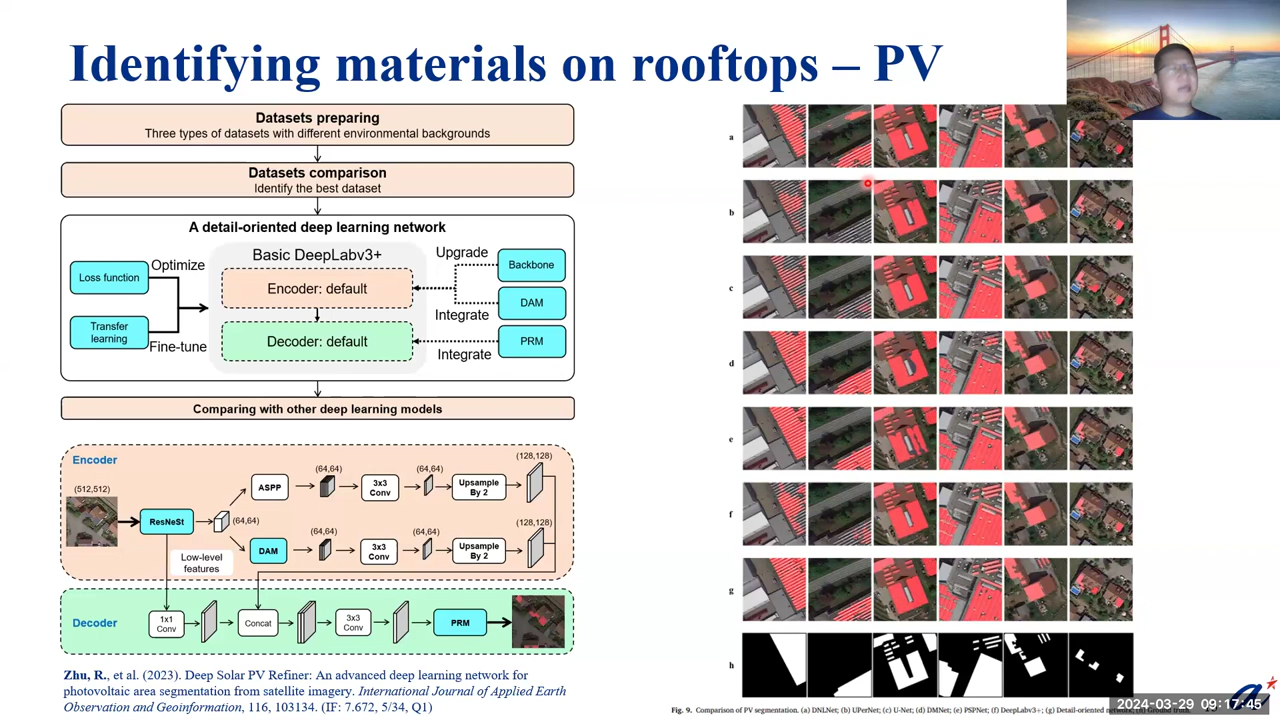 Identifying materials on rooftops – PV
Datasets preparing
Three types of datasets with different environmental backgrounds
Datasets comparison
Identify the best dataset
A detail-oriented deep learning network
Loss function
Optimize
Transfer
learning
Fine-tune
Basic DeepLabv3+
Encoder: default
Decoder: default
Upgrade
Backbone
DAM
Integrate
PRM
Integrate
Comparing with other deep learning models
Encoder
(512,512)
ResNeSt
(64,64)
Low-level
features
ASPP
(64,64)
3x3
Conv
(64,64)
Upsample
By 2
(128,128)
DAM
(64,64)
3x3
Conv
(64,64)
Upsample
By 2
(128,128)
Decoder
1x1
Conv
Concat
3x3
Conv
PRM
Zhu, R., et al. (2023). Deep Solar PV Refiner: An advanced deep learning network for
photovoltaic area segmentation from satellite imagery. International Journal of Applied Earth
Observation and Geoinformation, 116, 103134. (IF: 7.672, 5/34, Q1)
a
b
c
d
e
f
g
h
Fig. 9. Comparison of PV segmentation. (a) DNLNet; (b) UPerNet; (c) U-Net; (d) DMNet; (e) PSPNet; (f) DeepLabv3+; (g) Detail-oriented
2024-03-29 09:17:45